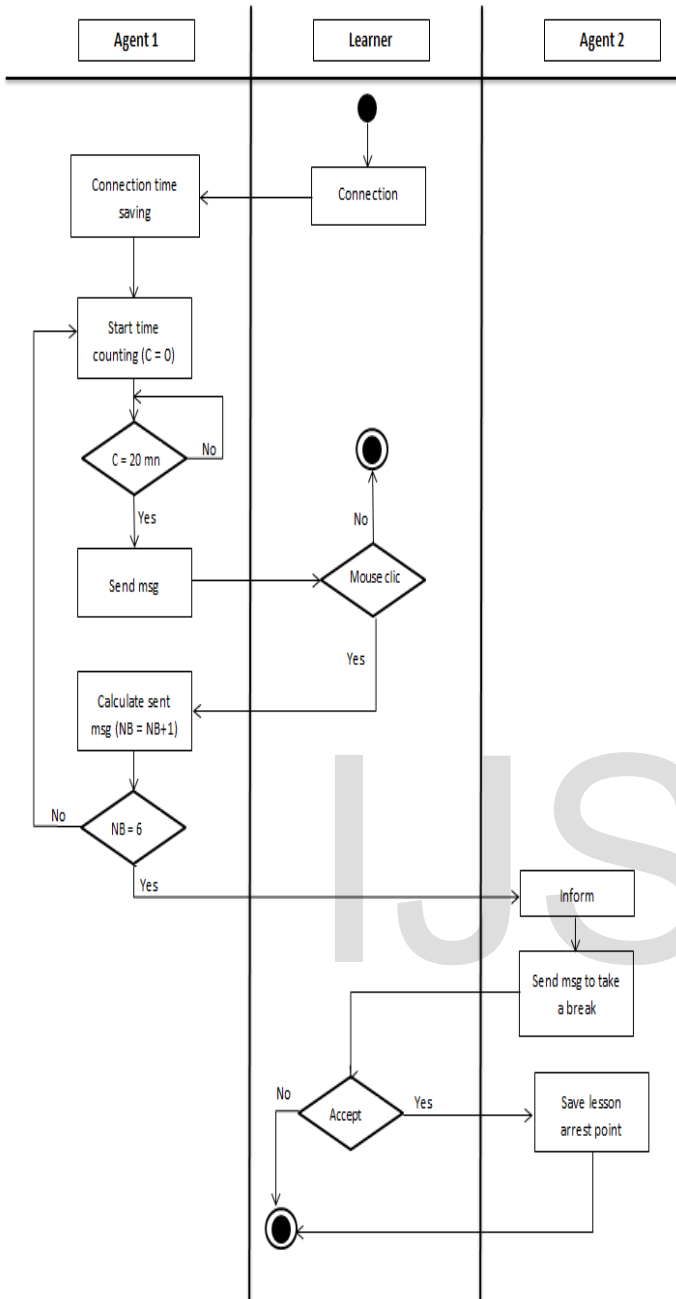 Agent 1
Learner
Agent 2
Connection time
saving
Connection
Start time
counting (C = 0)
C = 20 mn
No
Yes
No
Send msg
Mouse clic
Yes
Calculate sent
msg (NB = NB+1)
No
NB = 6
Yes
Inform
Send msg to take
a break
No
Accept
Yes
Save lesson
arrest point
IJS